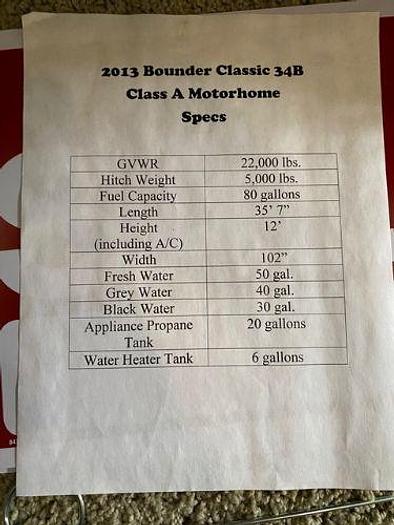 2013 Bounder Classic 34B
Class A Motorhome
Specs
GVWR 22,000 lbs.
Hitch Weight 5,000 lbs.
Fuel Capacity 80 gallons
Length 35’ 7”
Height 12’
(including A/C)
Width 102”
Fresh Water 50 gal.
Grey Water 40 gal.
Black Water 30 gal.
Appliance Propane 20 gallons
Tank
Water Heater Tank 6 gallons